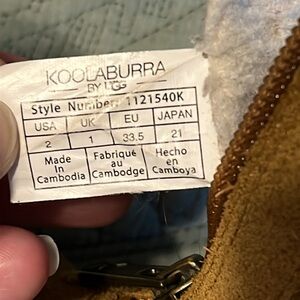 KOOLABURRA
BY UGG
Style Number: 1121540K
USA UK EU JAPAN
2 1 33.5 21
Made in Cambodia Fabriqué au Cambodge Hecho en Camboya